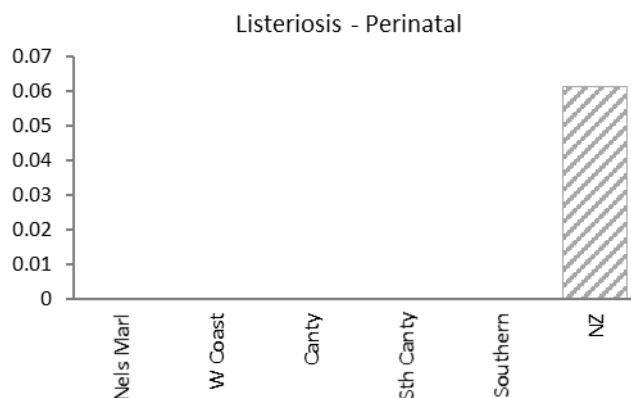 Listeriosis - Perinatal
0.07
0.06
0.05
0.04
0.03
0.02
0.01
0
Nels Marl
W Coast
Canty
Sth Canty
Southern
NZ